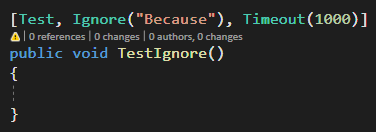 [Test, Ignore("Because"), Timeout(1000)]
| 0 references | 0 changes | 0 authors, 0 changes
public void TestIgnore()
{
}